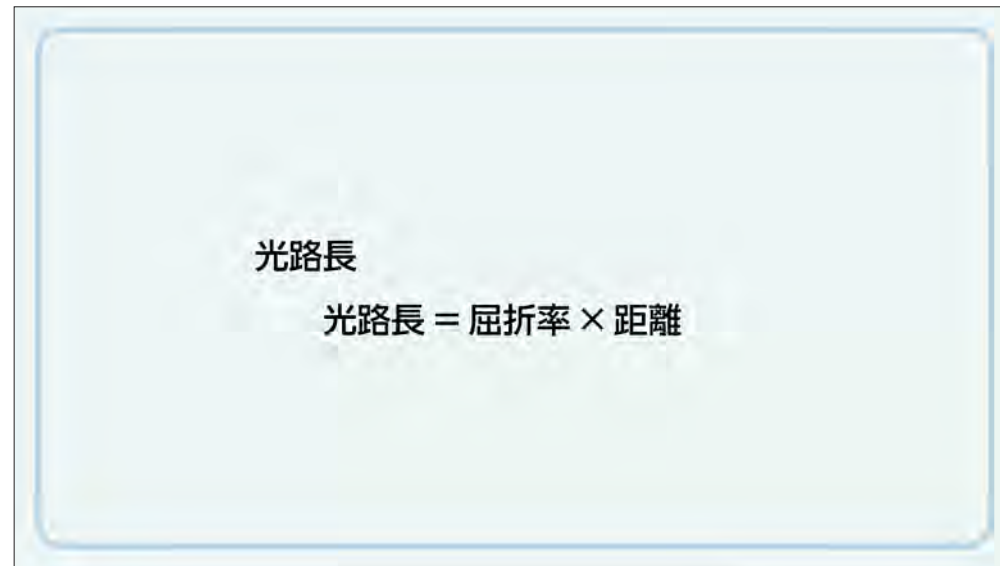 光路長
光路長 = 屈折率 × 距離